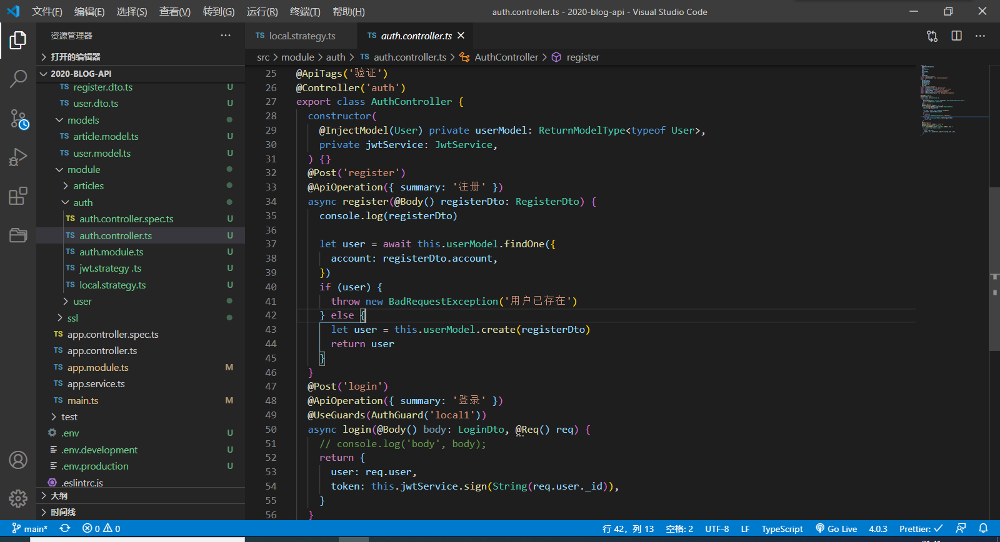 文件(F) 编辑(E) 选择(S) 查看(V) 转到(G) 运行(R) 终端(T) 帮助(H)
auth.controller.ts - 2020-blog-api - Visual Studio Code
资源管理器 ···
打开的编辑器
2020-BLOG-API
TS register.dto.ts U
TS user.dto.ts U
models
TS article.model.ts U
TS user.model.ts U
module
articles
auth
TS auth.controller.spec.ts U
TS auth.controller.ts U
TS auth.module.ts U
TS jwt.strategy .ts U
TS local.strategy.ts U
user
ssl
TS app.controller.spec.ts
TS app.controller.ts
TS app.module.ts M
TS app.service.ts
TS main.ts M
test
.env U
.env.development U
.env.production U
.eslintrc.js
大纲
时间线
TS local.strategy.ts
TS auth.controller.ts
src > module > auth > TS auth.controller.ts > AuthController > register
25 @ApiTags('验证')
26 @Controller('auth')
27 export class AuthController {
28 constructor(
29 @InjectModel(User) private userModel: ReturnModelType<typeof User>,
30 private jwtService: JwtService,
31 ) {}
32 @Post('register')
33 @ApiOperation({ summary: '注册' })
34 async register(@Body() registerDto: RegisterDto) {
35 console.log(registerDto)
36
37 let user = await this.userModel.findOne({
38 account: registerDto.account,
39 })
40 if (user) {
41 throw new BadRequestException('用户已存在')
42 } else {
43 let user = this.userModel.create(registerDto)
44 return user
45 }
46 }
47 @Post('login')
48 @ApiOperation({ summary: '登录' })
49 @UseGuards(AuthGuard('local1'))
50 async login(@Body() body: LoginDto, @Req() req) {
51 // console.log('body', body);
52 return {
53 user: req.user,
54 token: this.jwtService.sign(String(req.user._id)),
55 }
56 }
main* 0 0 行 42，列 13 空格: 2 UTF-8 LF TypeScript Go Live 4.0.3 Prettier: ✓